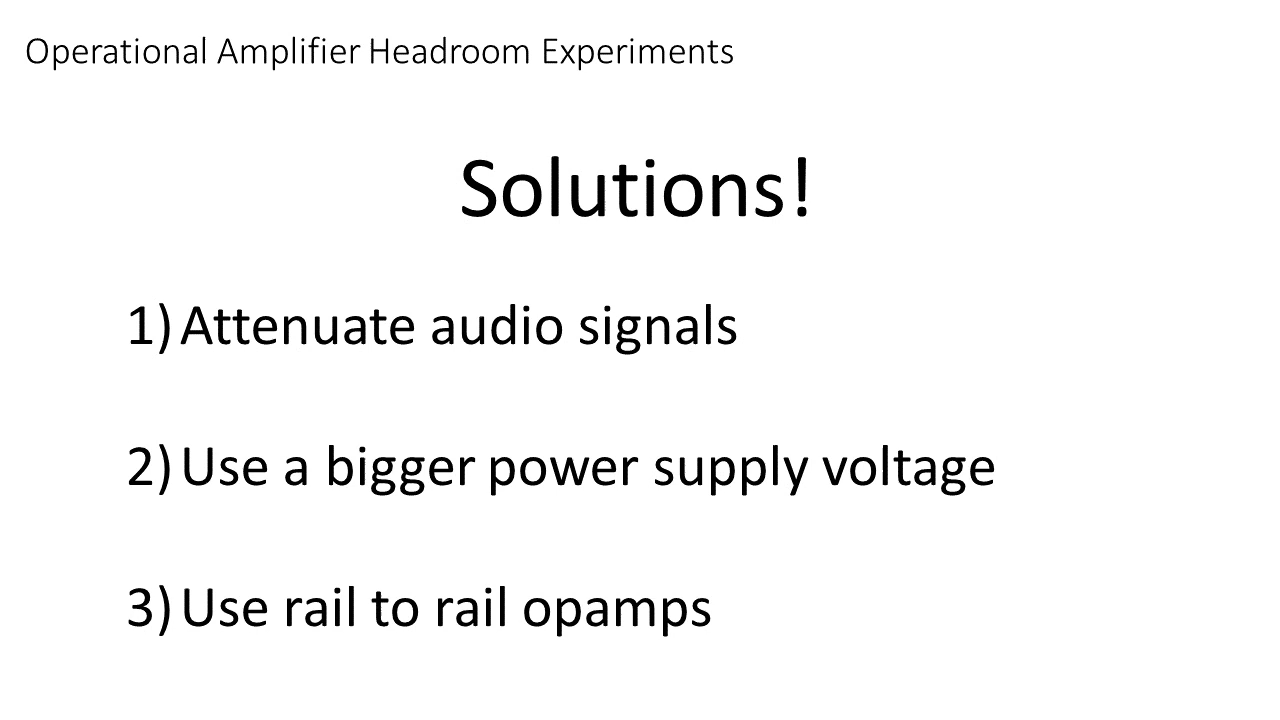 Operational Amplifier Headroom Experiments
Solutions!
1) Attenuate audio signals
2) Use a bigger power supply voltage
3) Use rail to rail opamps